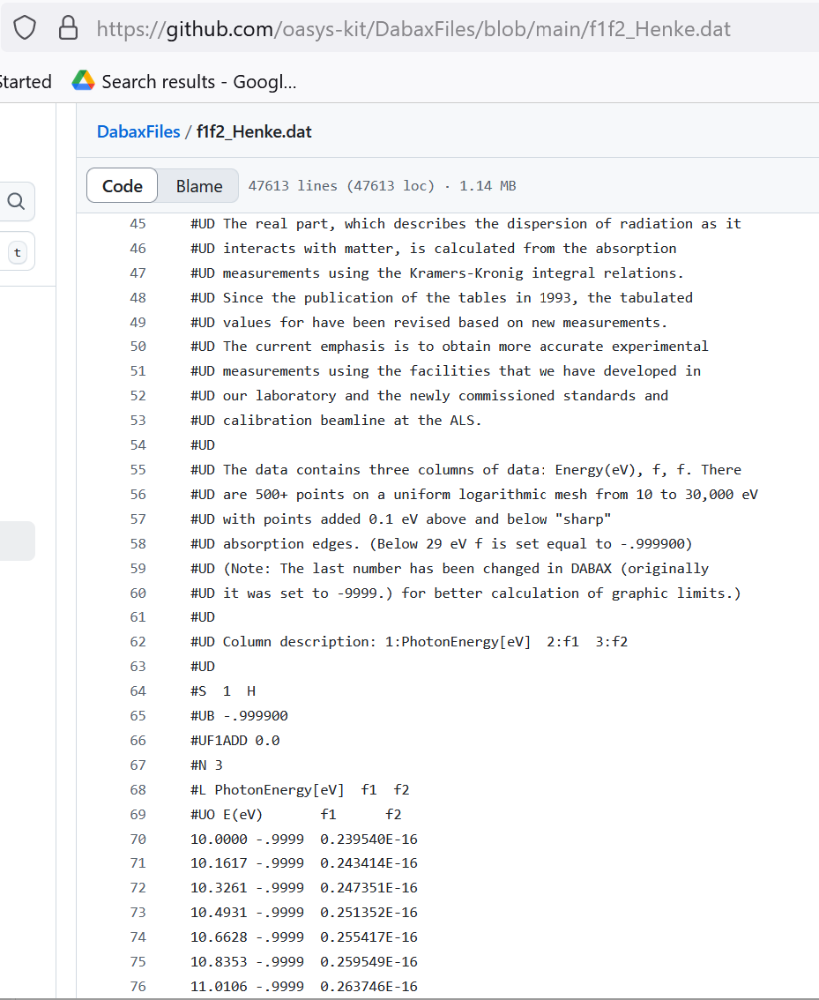 https://github.com/oasys-kit/DabaxFiles/blob/main/f1f2_Henke.dat
Started Search results - Googl...
DabaxFiles / f1f2_Henke.dat
Code Blame 47613 lines (47613 loc) · 1.14 MB
t
45 #UD The real part, which describes the dispersion of radiation as it
46 #UD interacts with matter, is calculated from the absorption
47 #UD measurements using the Kramers-Kronig integral relations.
48 #UD Since the publication of the tables in 1993, the tabulated
49 #UD values for have been revised based on new measurements.
50 #UD The current emphasis is to obtain more accurate experimental
51 #UD measurements using the facilities that we have developed in
52 #UD our laboratory and the newly commissioned standards and
53 #UD calibration beamline at the ALS.
54 #UD
55 #UD The data contains three columns of data: Energy(eV), f, f. There
56 #UD are 500+ points on a uniform logarithmic mesh from 10 to 30,000 eV
57 #UD with points added 0.1 eV above and below "sharp"
58 #UD absorption edges. (Below 29 eV f is set equal to -.999900)
59 #UD (Note: The last number has been changed in DABAX (originally
60 #UD it was set to -9999.) for better calculation of graphic limits.)
61 #UD
62 #UD Column description: 1:PhotonEnergy[eV]  2:f1  3:f2
63 #UD
64 #S  1  H
65 #UB -.999900
66 #UF1ADD 0.0
67 #N 3
68 #L PhotonEnergy[eV]  f1  f2
69 #UO E(eV)       f1      f2
70 10.0000 -.9999  0.239540E-16
71 10.1617 -.9999  0.243414E-16
72 10.3261 -.9999  0.247351E-16
73 10.4931 -.9999  0.251352E-16
74 10.6628 -.9999  0.255417E-16
75 10.8353 -.9999  0.259549E-16
76 11.0106 -.9999  0.263746E-16